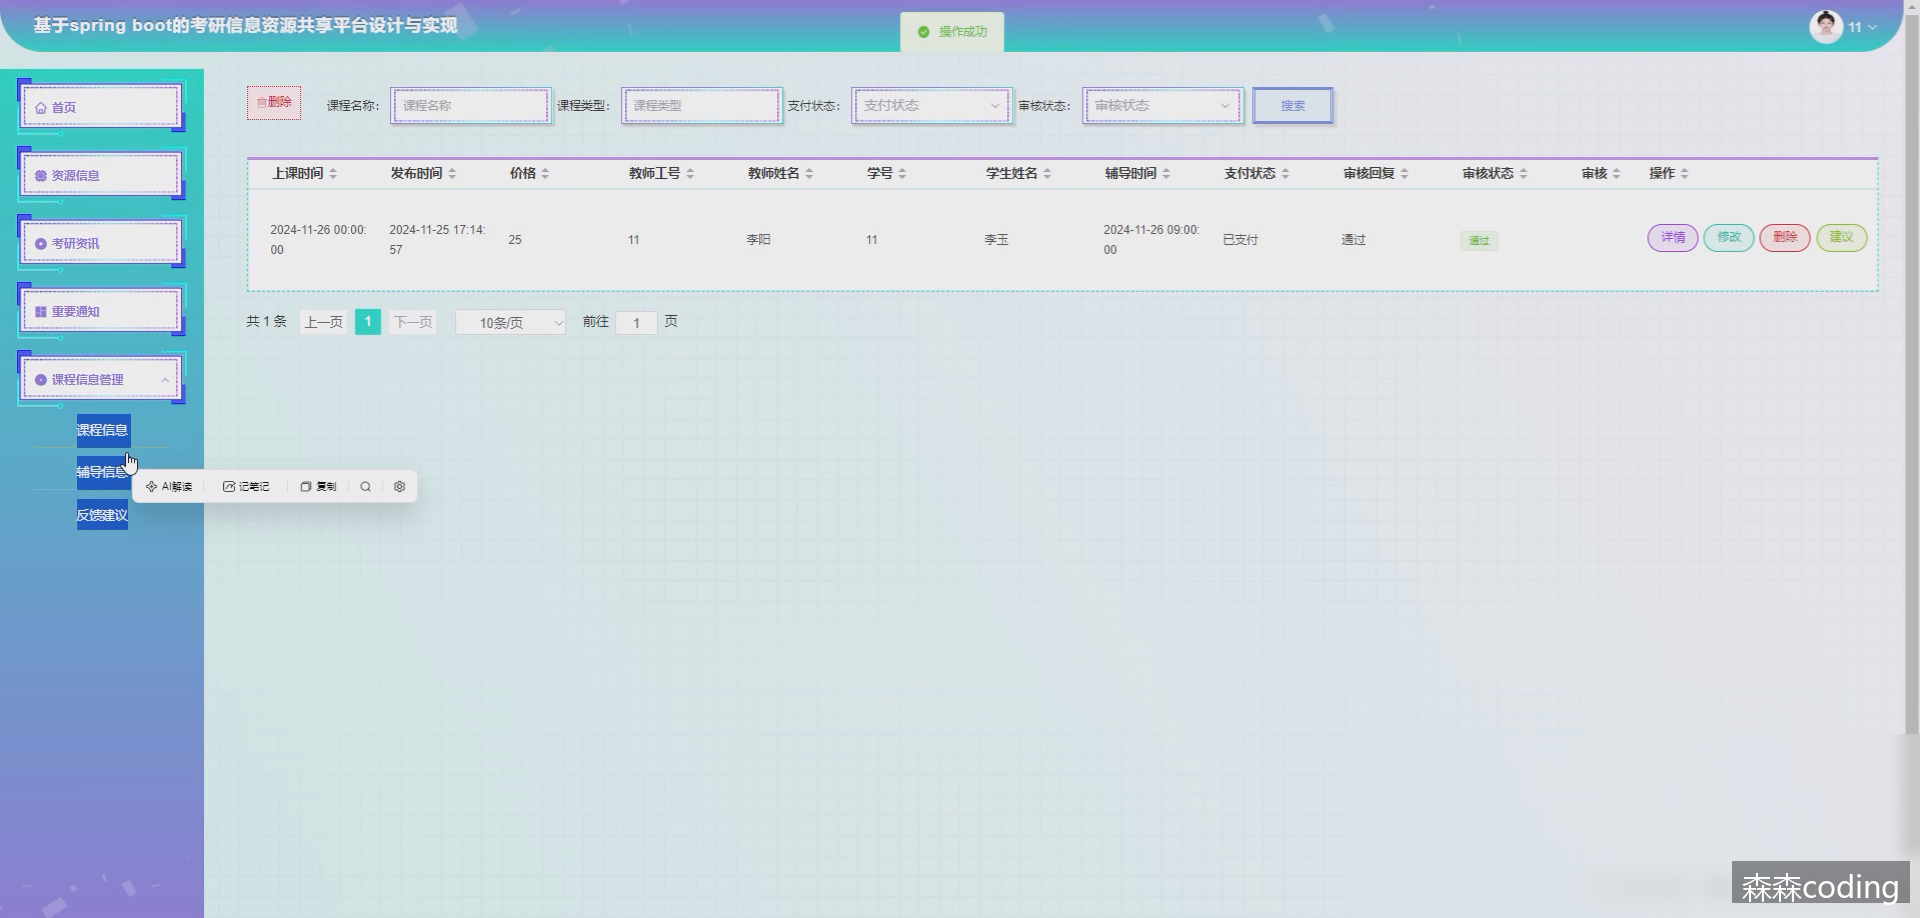 基于spring boot的考研信息资源共享平台设计与实现
操作成功
11
首页
资源信息
考研资讯
重要通知
课程信息管理
课程信息
辅导信息
反馈建议
AI解读 记笔记 复制
删除 课程名称: 课程名称 课程类型: 课程类型 支付状态: 支付状态 审核状态: 审核状态 搜索
上课时间 发布时间 价格 教师工号 教师姓名 学号 学生姓名 辅导时间 支付状态 审核回复 审核状态 审核 操作
2024-11-26 00:00:00 2024-11-25 17:14:57 25 11 李阳 11 李玉 2024-11-26 09:00:00 已支付 通过 通过 详情 修改 删除 建议
共 1 条 上一页 1 下一页 10条/页 前往 1 页
森森coding